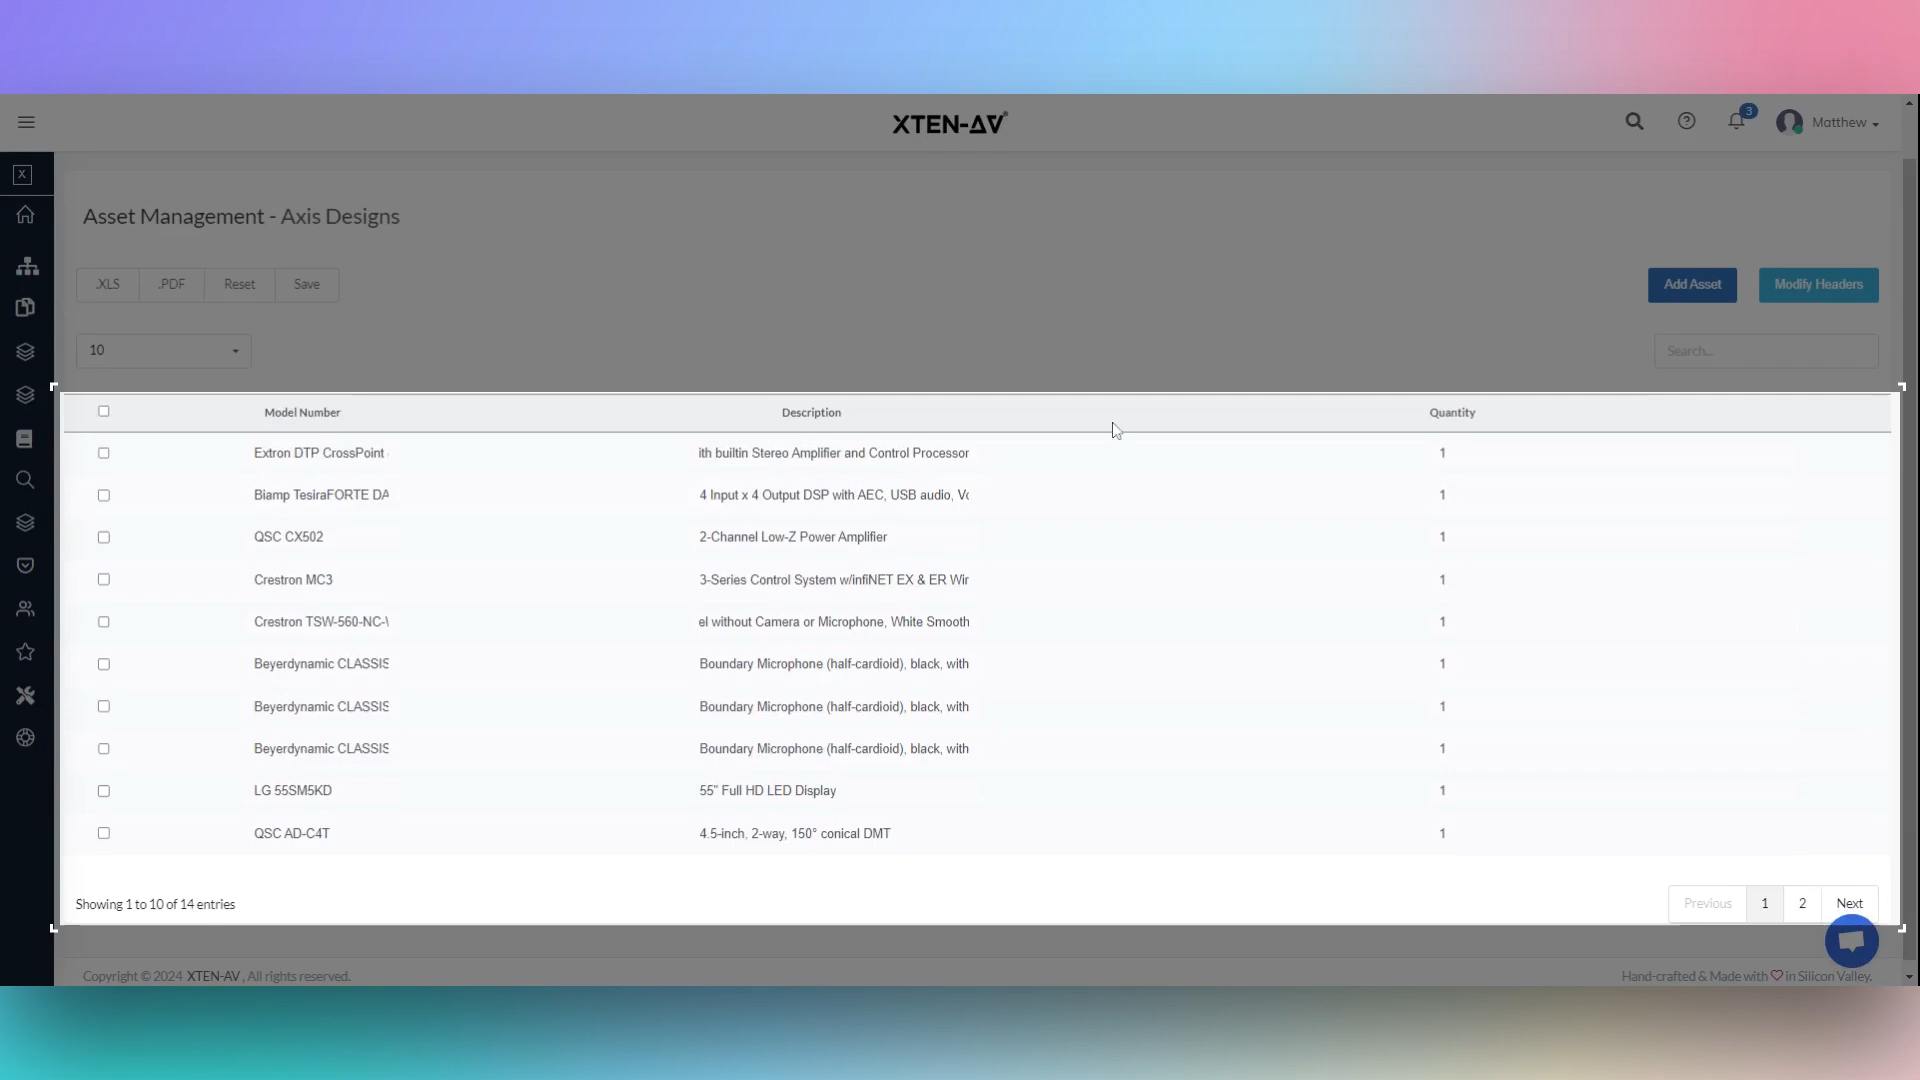 XTEN-AV
3
Matthew
X
Asset Management - Axis Designs
.XLS .PDF Reset Save
Add Asset Modify Headers
10
Search...
Model Number Description Quantity
Extron DTP CrossPoint ith builtin Stereo Amplifier and Control Processor 1
Biamp TesiraFORTE DA 4 Input x 4 Output DSP with AEC, USB audio, Vo 1
QSC CX502 2-Channel Low-Z Power Amplifier 1
Crestron MC3 3-Series Control System w/infiNET EX & ER Wir 1
Crestron TSW-560-NC- el without Camera or Microphone, White Smooth 1
Beyerdynamic CLASSIS Boundary Microphone (half-cardioid), black, with 1
Beyerdynamic CLASSIS Boundary Microphone (half-cardioid), black, with 1
Beyerdynamic CLASSIS Boundary Microphone (half-cardioid), black, with 1
LG 55SM5KD 55" Full HD LED Display 1
QSC AD-C4T 4.5-inch, 2-way, 150° conical DMT 1
Showing 1 to 10 of 14 entries
Previous 1 2 Next
Copyright © 2024 XTEN-AV , All rights reserved.
Hand-crafted & Made with ♡ in Silicon Valley.